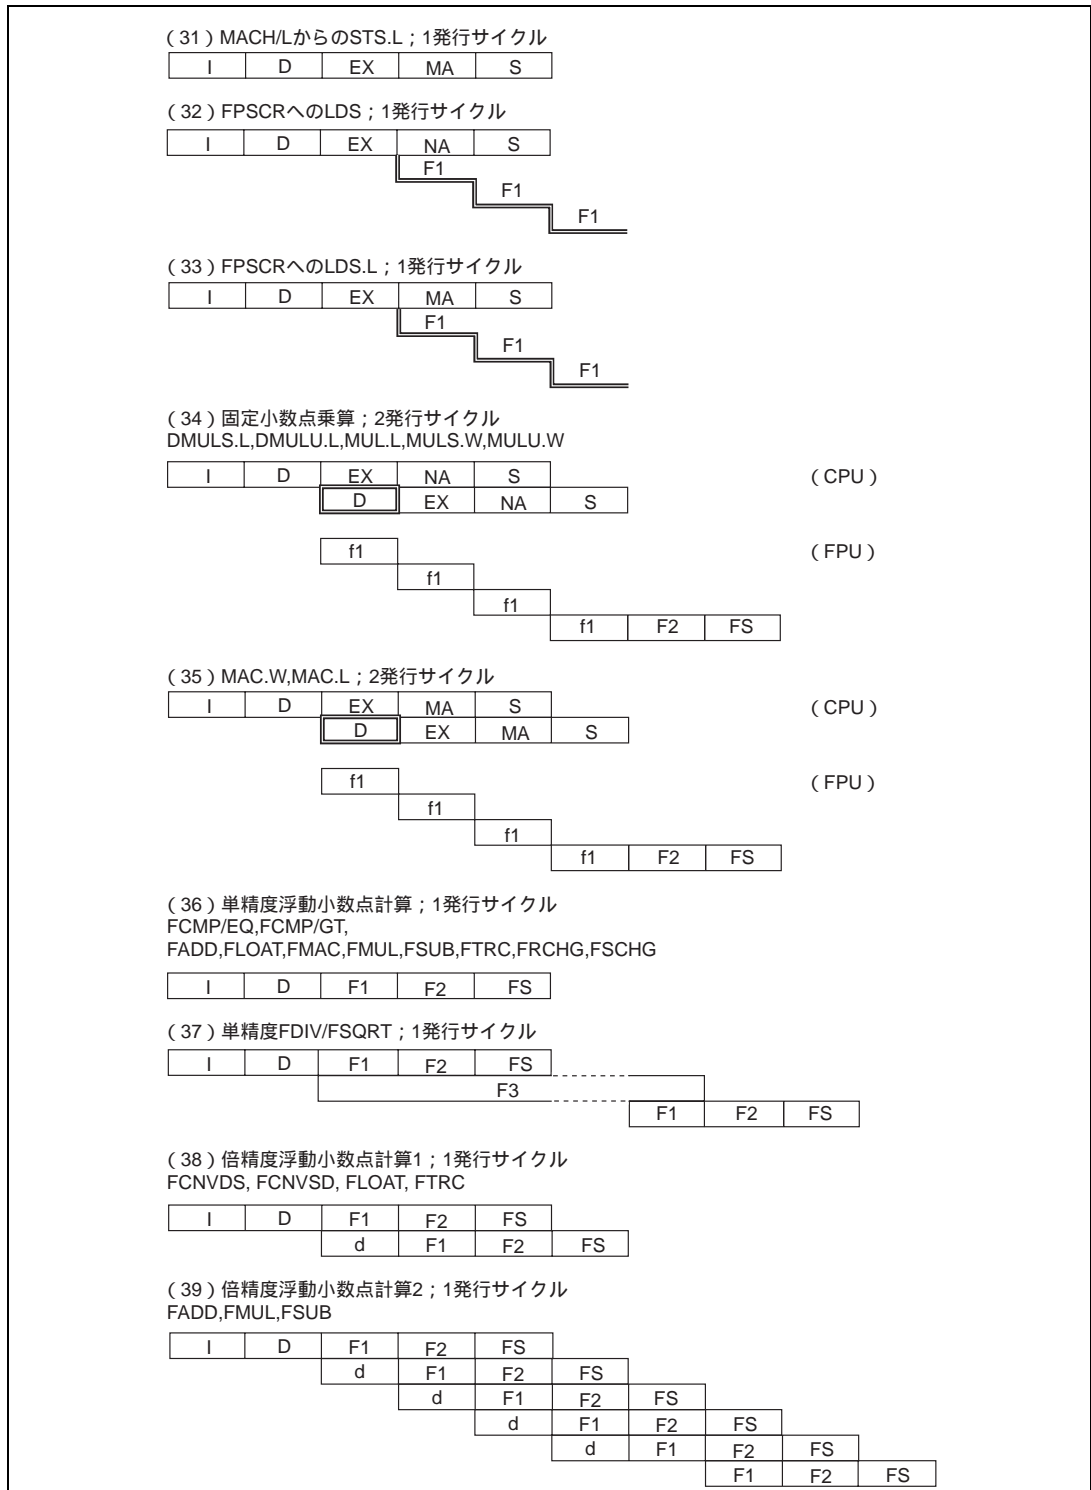 (31)MACH/LからのSTS.L;1発行サイクル
I D EX MA S
(32)FPSCRへのLDS;1発行サイクル
I D EX NA S
F1
F1
F1
(33)FPSCRへのLDS.L;1発行サイクル
I D EX MA S
F1
F1
F1
(34)固定小数点乗算;2発行サイクル
DMULS.L,DMULU.L,MUL.L,MULS.W,MULU.W
I D EX NA S (CPU)
D EX NA S
f1 (FPU)
f1
f1
f1 F2 FS
(35)MAC.W,MAC.L;2発行サイクル
I D EX MA S (CPU)
D EX MA S
f1 (FPU)
f1
f1
f1 F2 FS
(36)単精度浮動小数点計算;1発行サイクル
FCMP/EQ,FCMP/GT,
FADD,FLOAT,FMAC,FMUL,FSUB,FTRC,FRCHG,FSCHG
I D F1 F2 FS
(37)単精度FDIV/FSQRT;1発行サイクル
I D F1 F2 FS
F3
F1 F2 FS
(38)倍精度浮動小数点計算1;1発行サイクル
FCNVDS, FCNVSD, FLOAT, FTRC
I D F1 F2 FS
d F1 F2 FS
(39)倍精度浮動小数点計算2;1発行サイクル
FADD,FMUL,FSUB
I D F1 F2 FS
d F1 F2 FS
d F1 F2 FS
d F1 F2 FS
d F1 F2 FS
F1 F2 FS